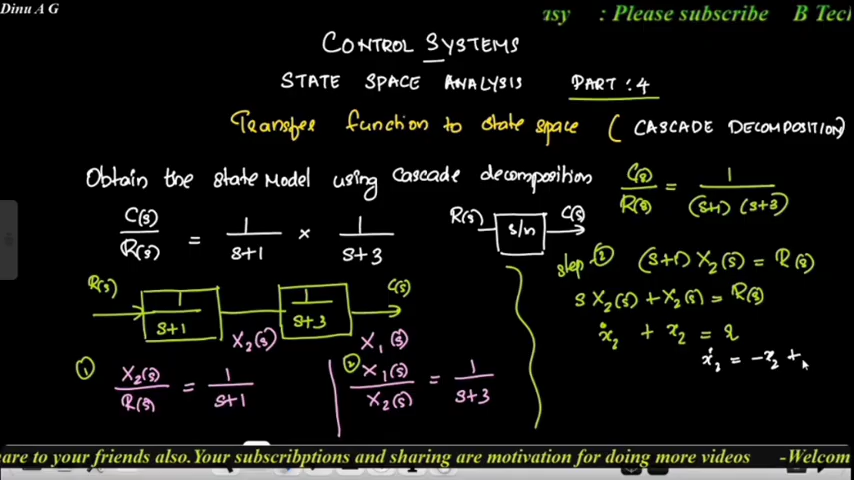 Dinu A G
asy : Please subscribe B Tech
CONTROL SYSTEMS
STATE SPACE ANALYSIS PART : 4
Transfer function to state space ( CASCADE DECOMPOSITION)
Obtain the state Model using Cascade decomposition
C(s)/R(s) = 1/((s+1)(s+3))
C(s)/R(s) = 1/(s+1) × 1/(s+3)
R(s) s/n C(s)
R(s) 1/(s+1) 1/(s+3) C(s)
X₂(s) X₁(s)
① X₂(s)/R(s) = 1/(s+1)
② X₁(s)/X₂(s) = 1/(s+3)
step ② (s+1) X₂(s) = R(s)
s X₂(s) + X₂(s) = R(s)
ẋ₂ + x₂ = r
ẋ₂ = -x₂ +
are to your friends also.Your subscribptions and sharing are motivation for doing more videos -Welcom